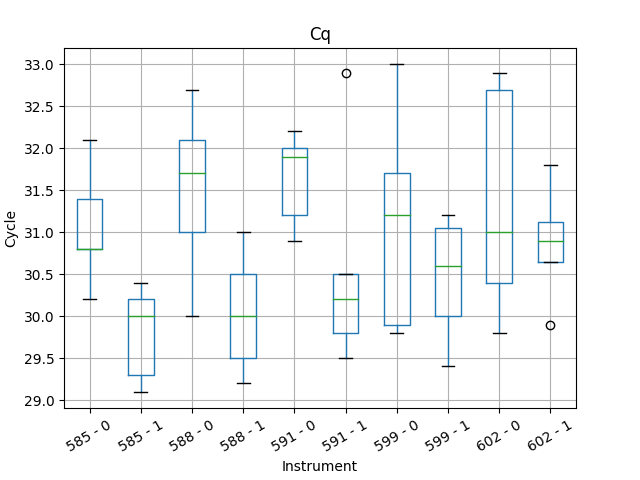 Cq
33.0
32.5
32.0
31.5
31.0
30.5
30.0
29.5
29.0
Cycle
585 - 0
585 - 1
588 - 0
588 - 1
591 - 0
591 - 1
599 - 0
599 - 1
602 - 0
602 - 1
Instrument